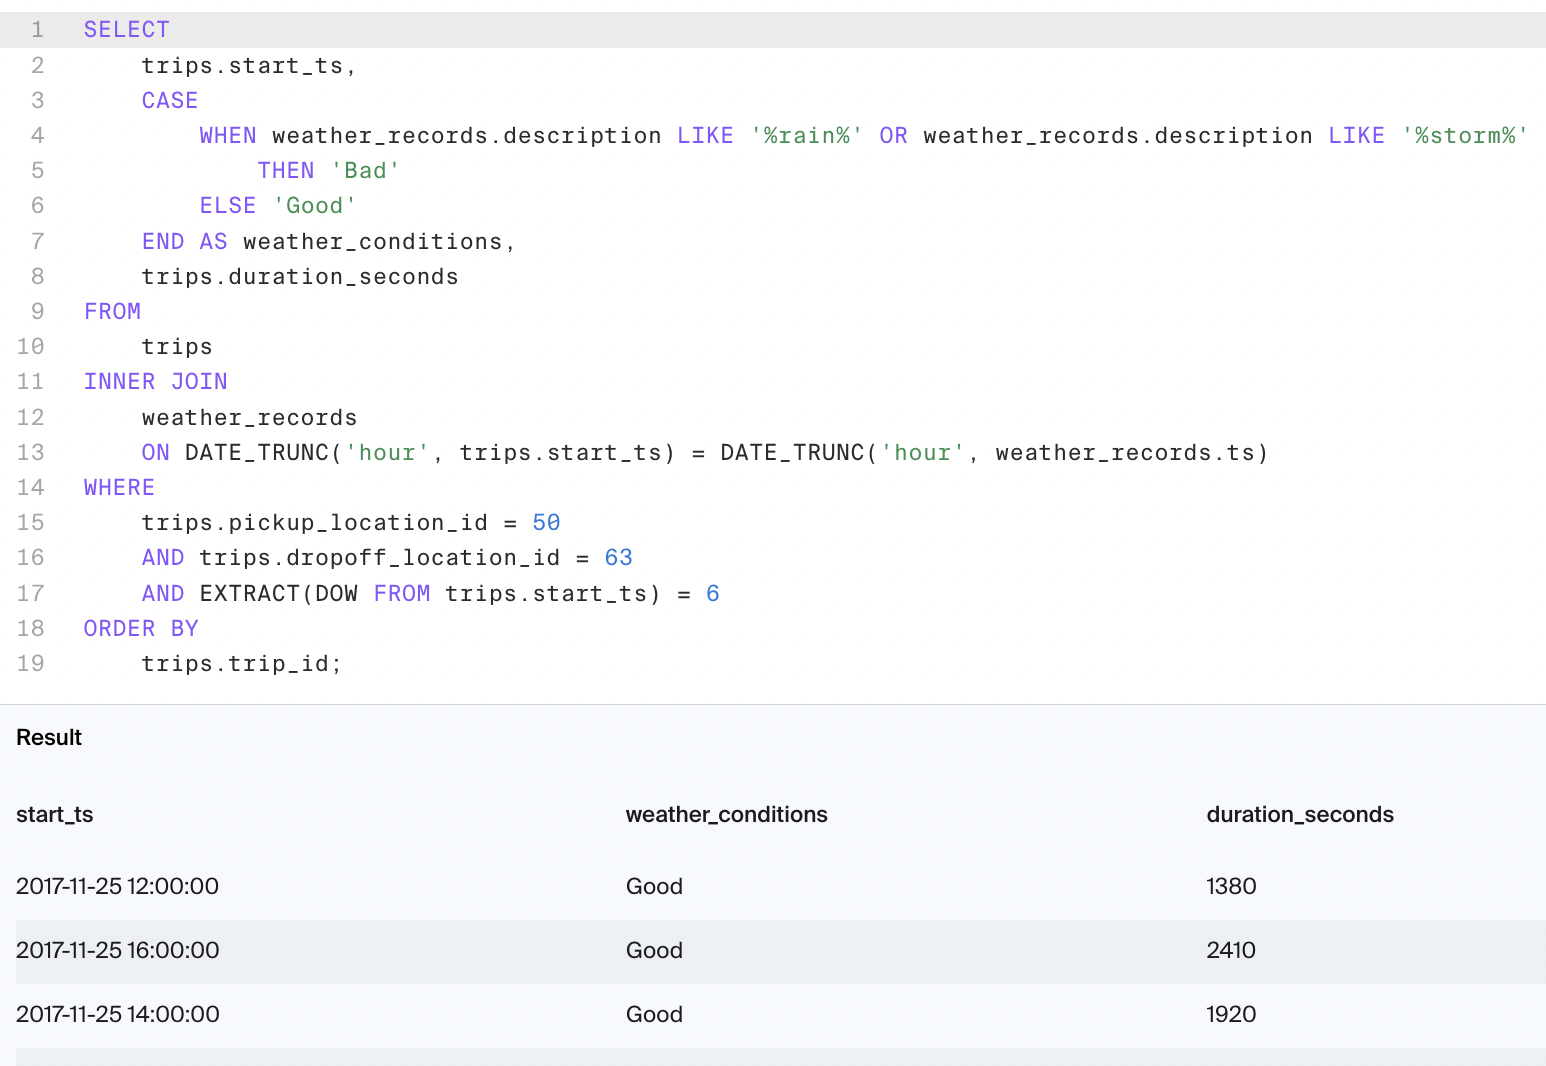 1 SELECT
2 trips.start_ts,
3 CASE
4 WHEN weather_records.description LIKE '%rain%' OR weather_records.description LIKE '%storm%'
5 THEN 'Bad'
6 ELSE 'Good'
7 END AS weather_conditions,
8 trips.duration_seconds
9 FROM
10 trips
11 INNER JOIN
12 weather_records
13 ON DATE_TRUNC('hour', trips.start_ts) = DATE_TRUNC('hour', weather_records.ts)
14 WHERE
15 trips.pickup_location_id = 50
16 AND trips.dropoff_location_id = 63
17 AND EXTRACT(DOW FROM trips.start_ts) = 6
18 ORDER BY
19 trips.trip_id;
Result
start_ts weather_conditions duration_seconds
2017-11-25 12:00:00 Good 1380
2017-11-25 16:00:00 Good 2410
2017-11-25 14:00:00 Good 1920